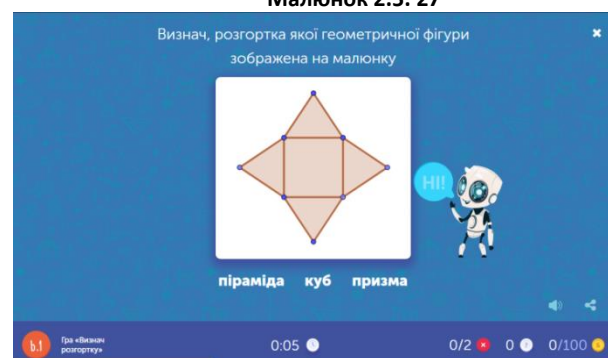 Малюнок 2.3. 27
Визнач, розгортка якої геометричної фігури
зображена на малюнку
HI!
піраміда куб призма
b.1 Гра «Визнач
розгортку»
0:05
0/2 0 0/100